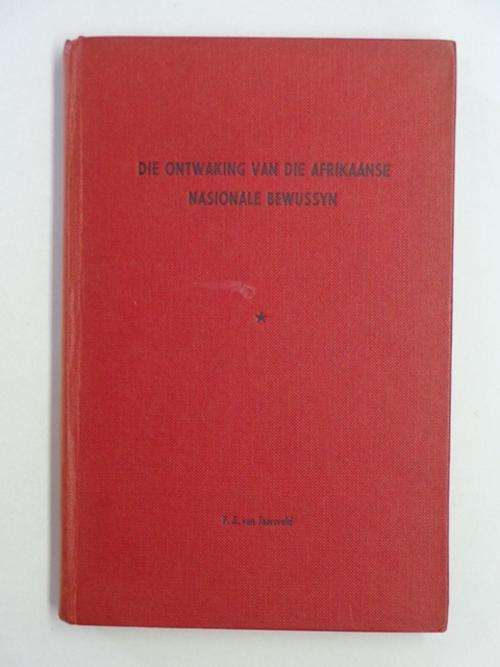 DIE ONTWAKING VAN DIE AFRIKAANSE
NASIONALE BEWUSSYN
F. A. van Jaarsveld